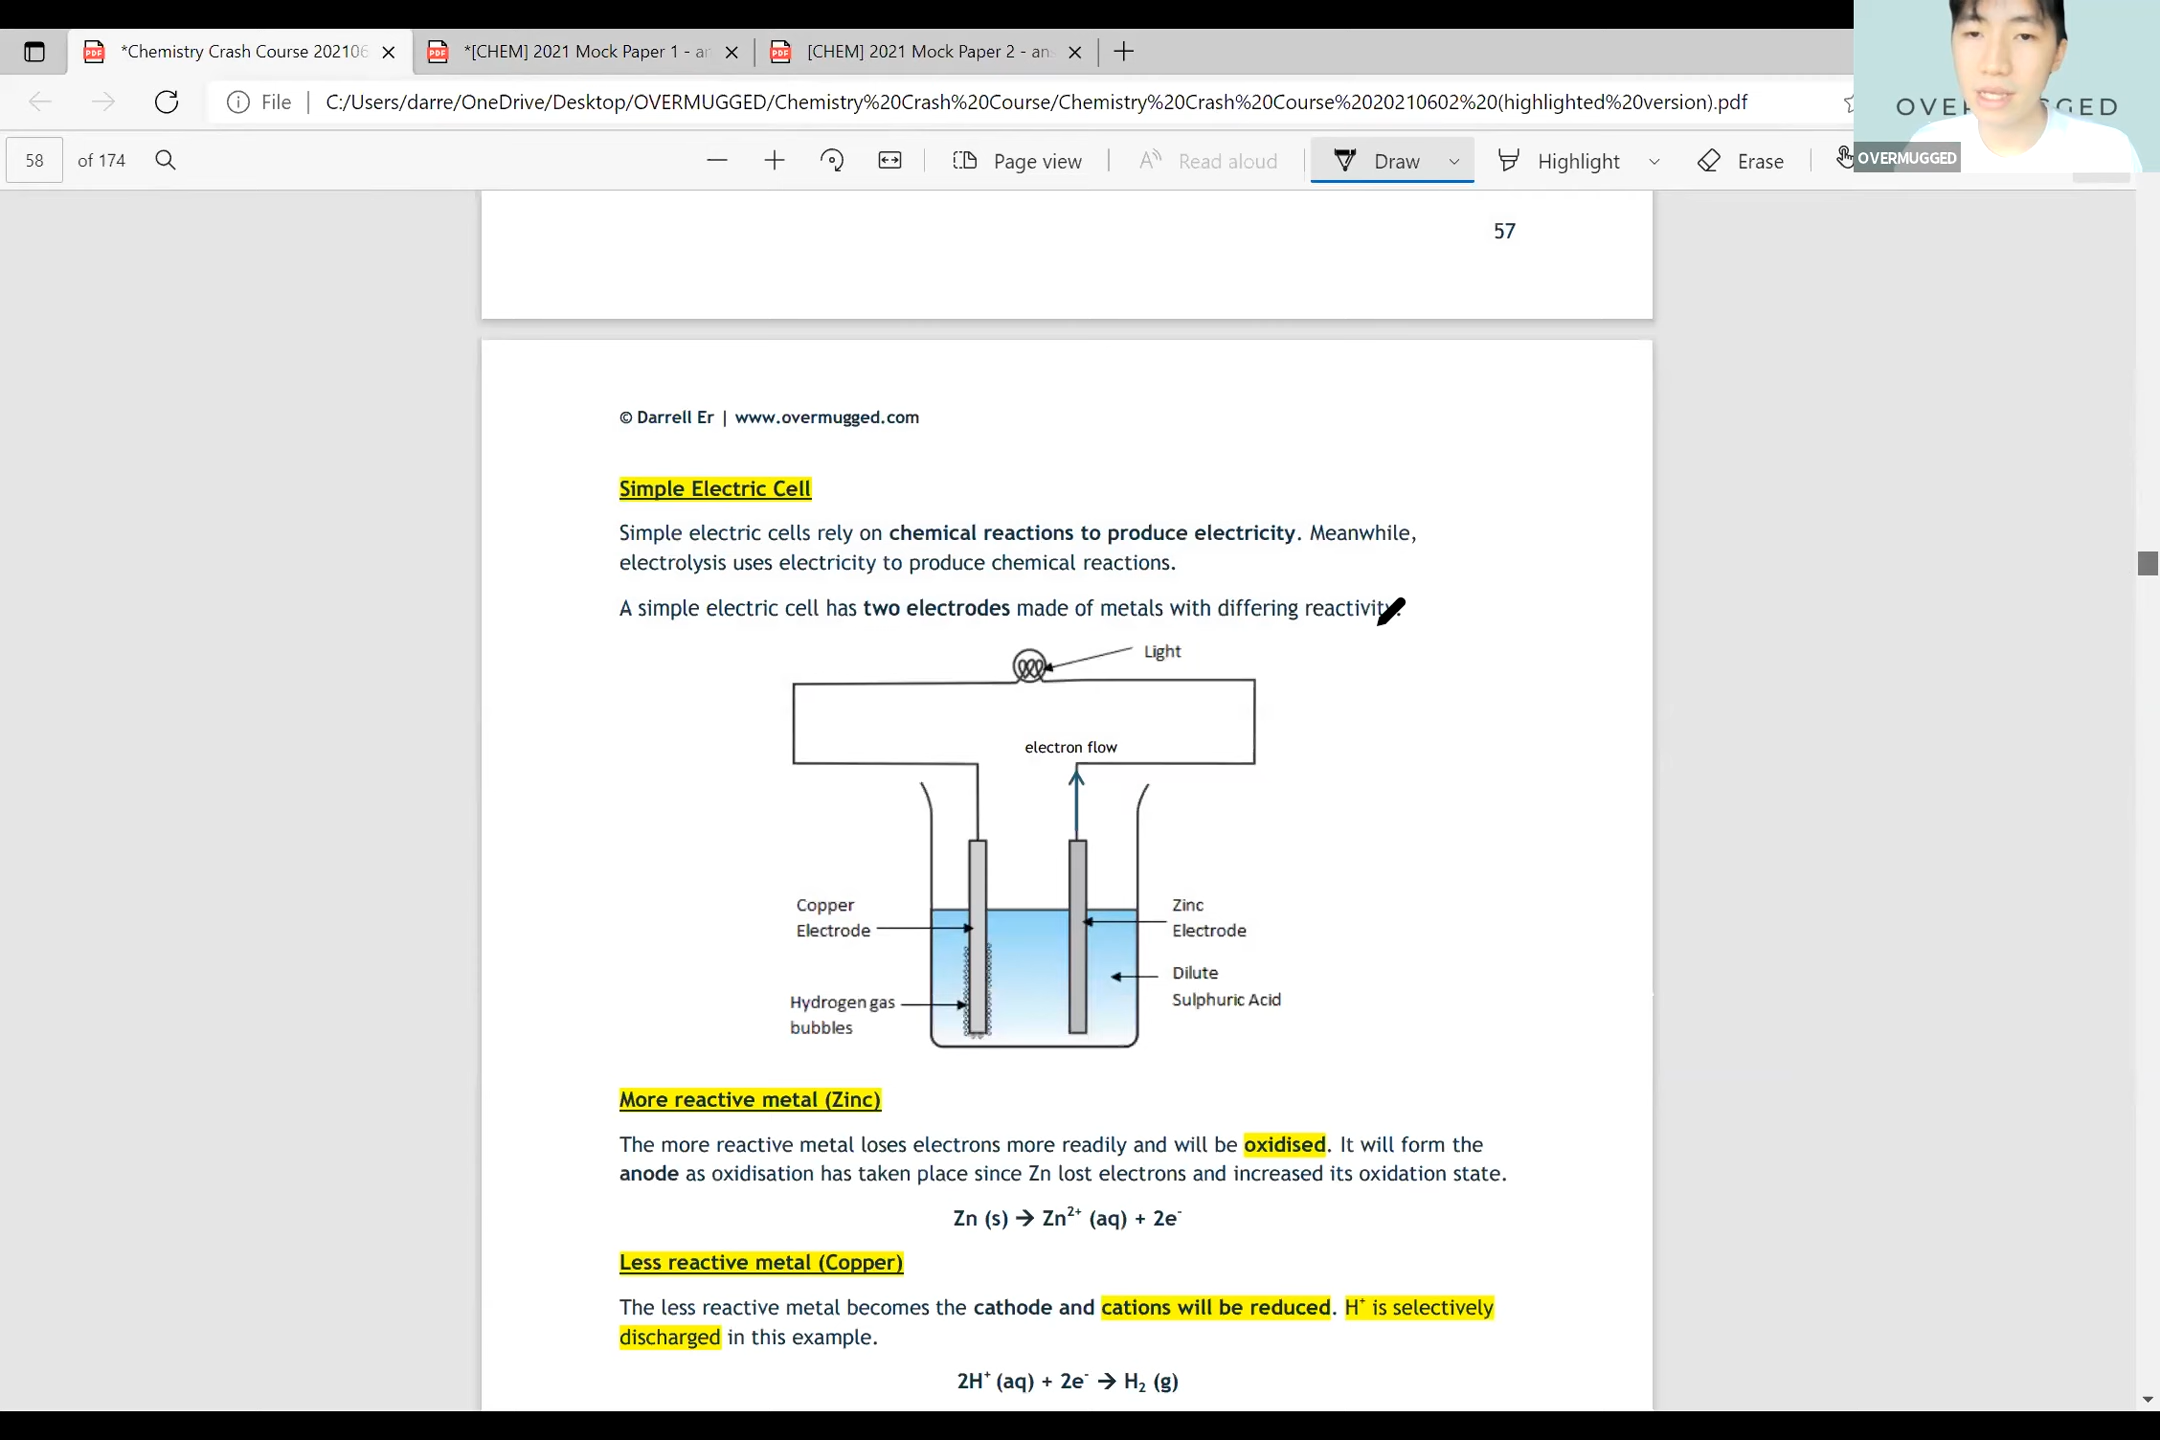 *Chemistry Crash Course 202106
*[CHEM] 2021 Mock Paper 1 - an
[CHEM] 2021 Mock Paper 2 - an
File
C:/Users/darre/OneDrive/Desktop/OVERMUGGED/Chemistry%20Crash%20Course/Chemistry%20Crash%20Course%2020210602%20(highlighted%20version).pdf
58 of 174
Page view
Read aloud
Draw
Highlight
Erase
OVERMUGGED
57
© Darrell Er | www.overmugged.com
Simple Electric Cell
Simple electric cells rely on chemical reactions to produce electricity. Meanwhile,
electrolysis uses electricity to produce chemical reactions.
A simple electric cell has two electrodes made of metals with differing reactivity.
Light
electron flow
Copper
Electrode
Zinc
Electrode
Dilute
Sulphuric Acid
Hydrogen gas
bubbles
More reactive metal (Zinc)
The more reactive metal loses electrons more readily and will be oxidised. It will form the
anode as oxidisation has taken place since Zn lost electrons and increased its oxidation state.
Zn (s) → Zn²⁺ (aq) + 2e⁻
Less reactive metal (Copper)
The less reactive metal becomes the cathode and cations will be reduced. H⁺ is selectively
discharged in this example.
2H⁺ (aq) + 2e⁻ → H₂ (g)